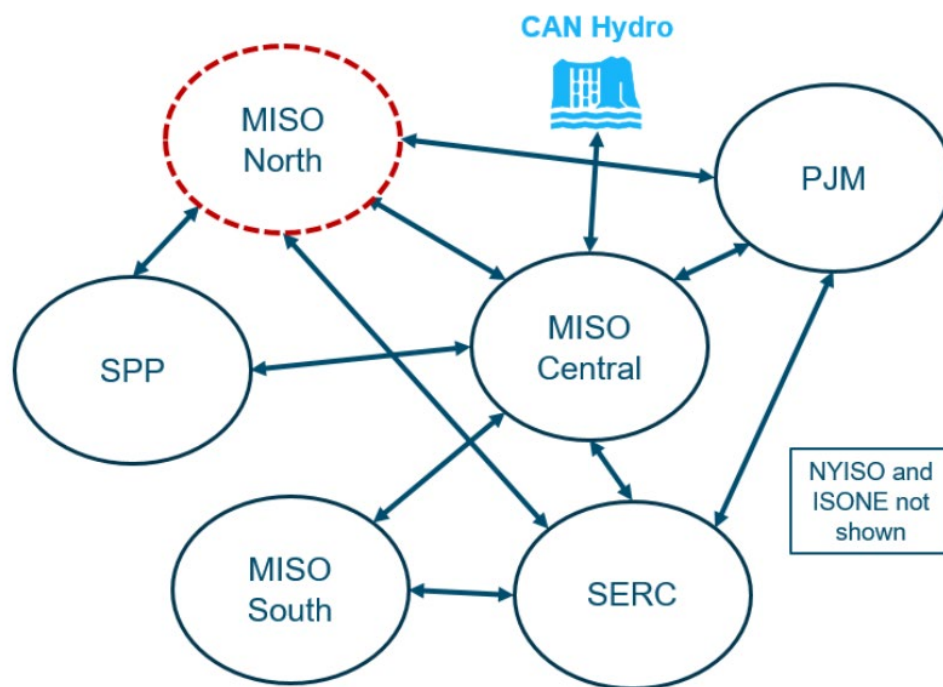 CAN Hydro
MISO
North
PJM
MISO
Central
SPP
NYISO and
ISONE not
shown
MISO
South
SERC